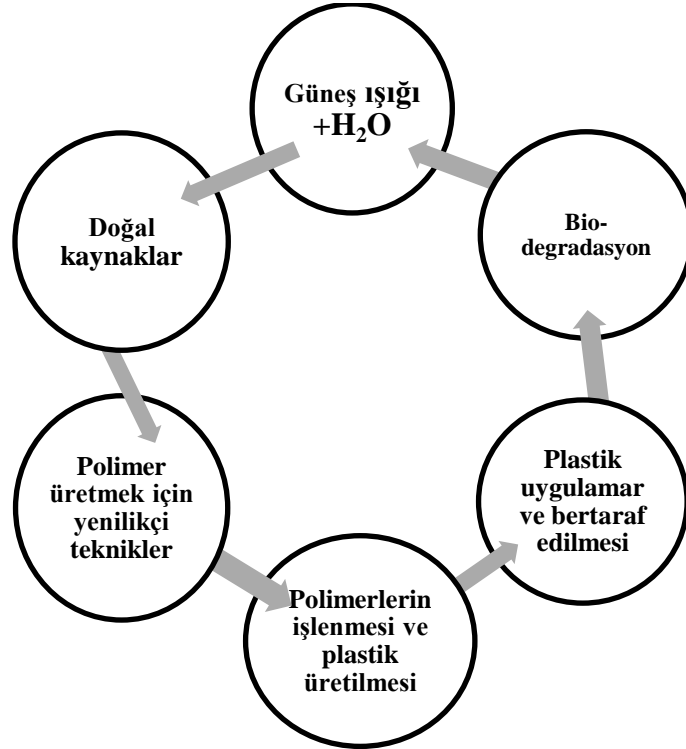 Güneş ışığı
+H₂O
Doğal
kaynaklar
Polimer
üretmek için
yenilikçi
teknikler
Polimerlerin
işlenmesi ve
plastik
üretilmesi
Plastik
uygulamar
ve bertaraf
edilmesi
Bio-
degradasyon